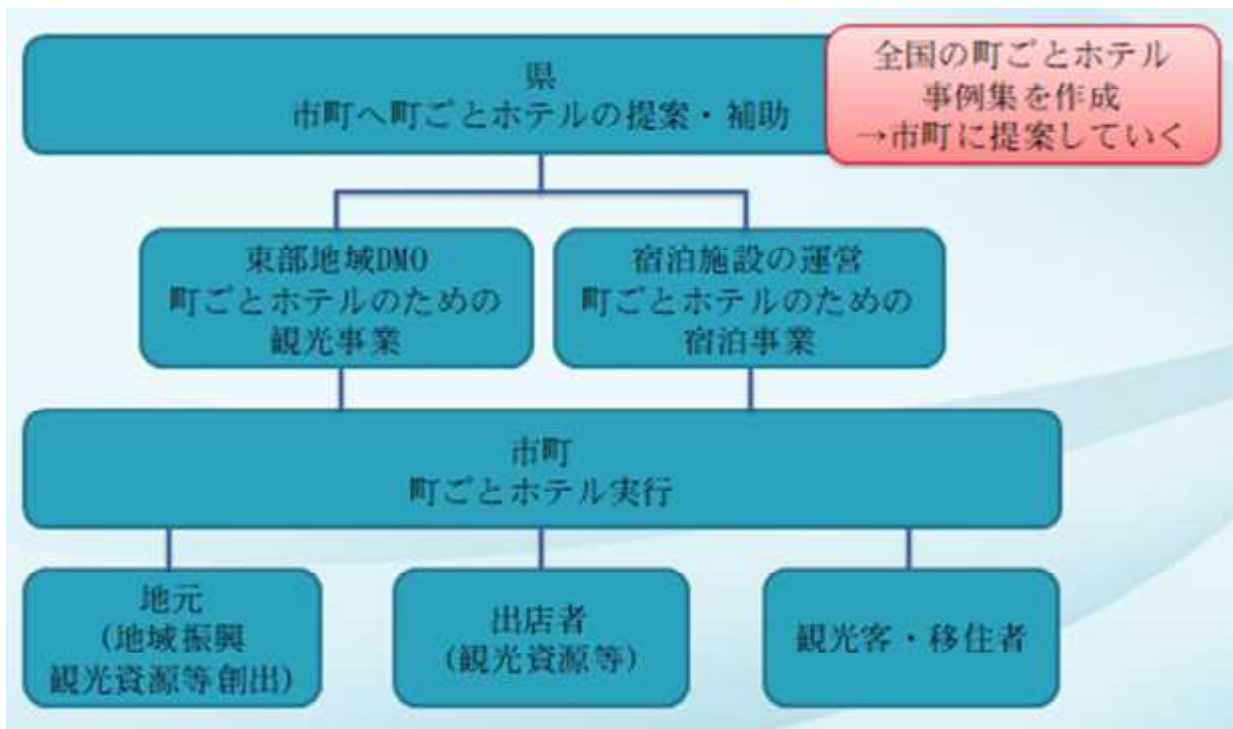 県
市町へ町ごとホテルの提案・補助
全国の町ごとホテル
事例集を作成
→市町に提案していく
東部地域DMO
町ごとホテルのための
観光事業
宿泊施設の運営
町ごとホテルのための
宿泊事業
市町
町ごとホテル実行
地元
(地域振興
観光資源等創出)
出店者
(観光資源等)
観光客・移住者